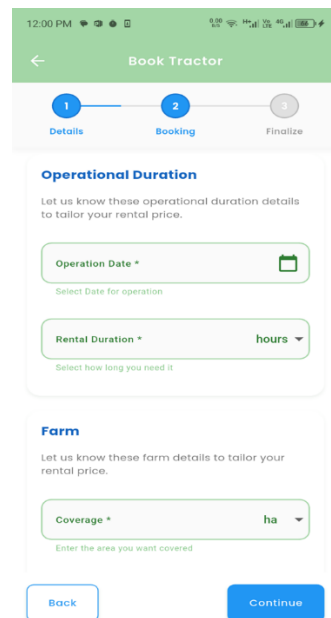 12:00 PM
0.00 K/S
Book Tractor
1 2 3
Details Booking Finalize
Operational Duration
Let us know these operational duration details
to tailor your rental price.
Operation Date *
Select Date for operation
Rental Duration * hours
Select how long you need it
Farm
Let us know these farm details to tailor your
rental price.
Coverage * ha
Enter the area you want covered
Back Continue